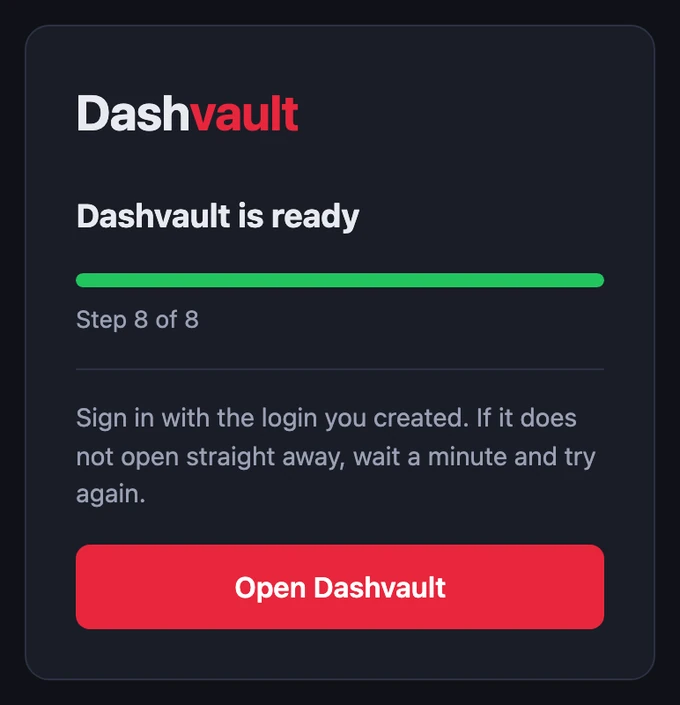 Dashvault
Dashvault is ready
Step 8 of 8
Sign in with the login you created. If it does
not open straight away, wait a minute and try
again.
Open Dashvault